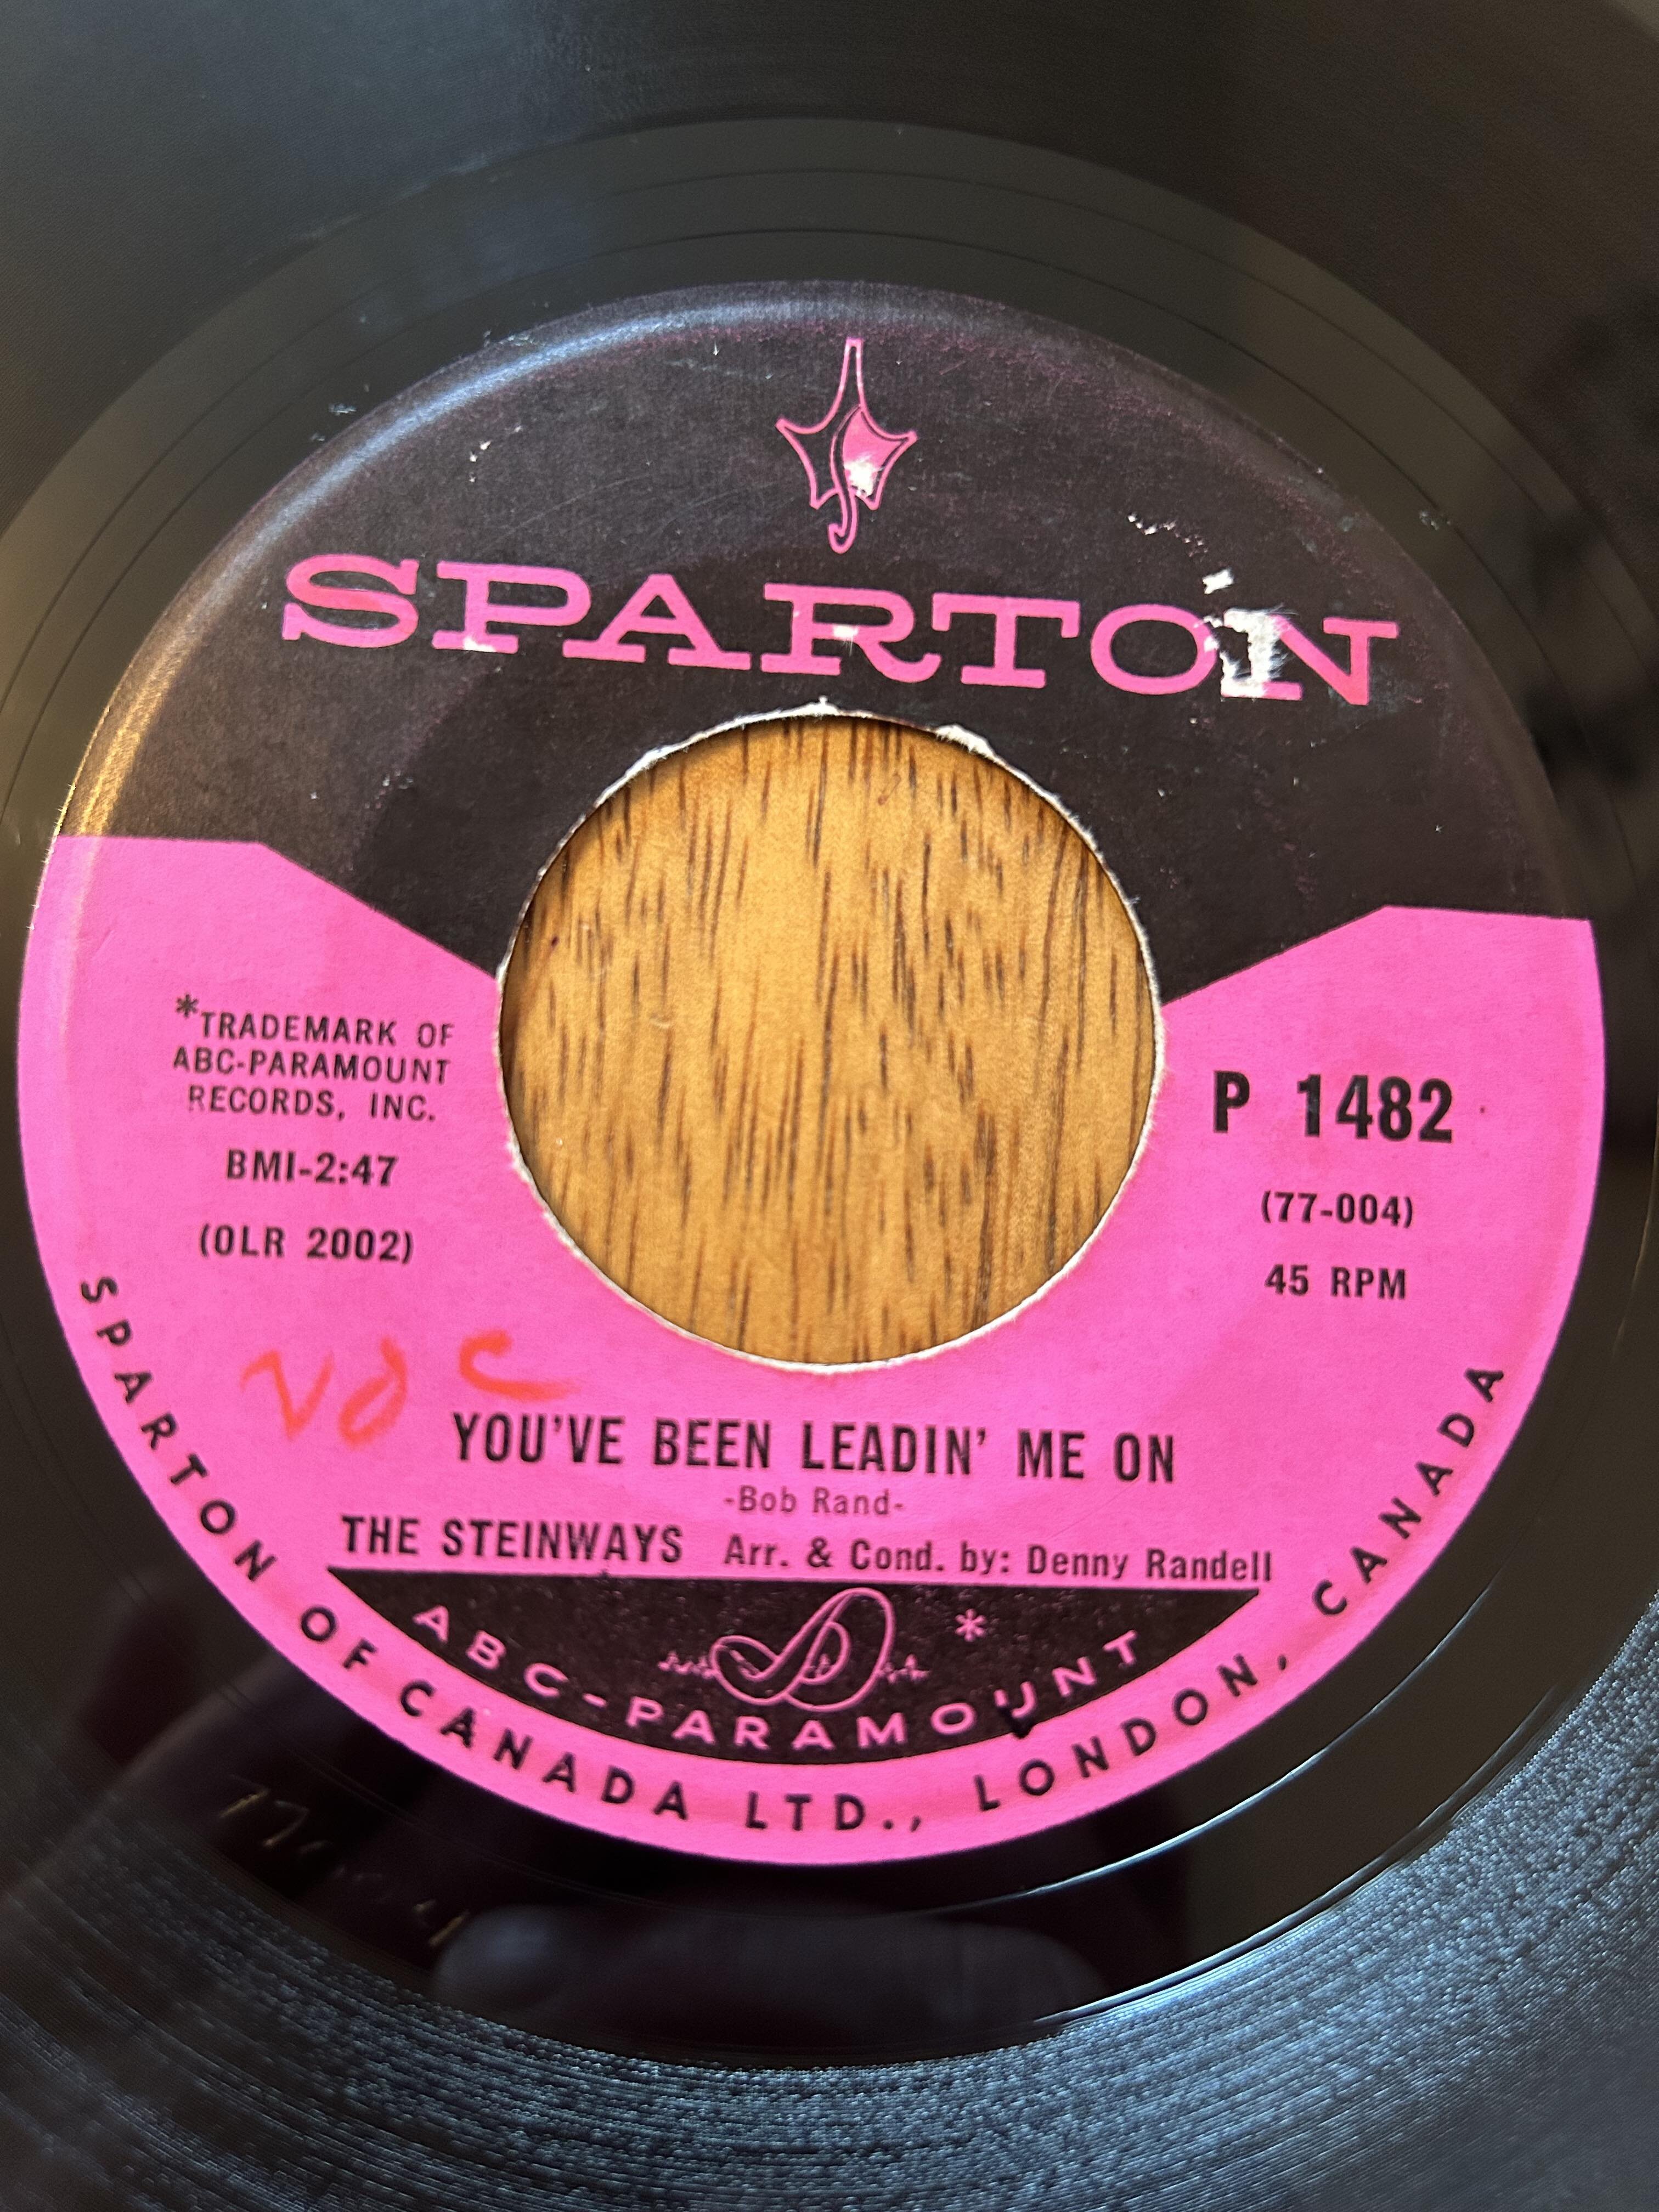 SPARTON
*TRADEMARK OF
ABC-PARAMOUNT
RECORDS, INC.
BMI-2:47
(OLR 2002)
P 1482
(77-004)
45 RPM
YOU'VE BEEN LEADIN' ME ON
-Bob Rand-
THE STEINWAYS Arr. & Cond. by: Denny Randell
ABC-PARAMOUNT*
SPARTON OF CANADA LTD., LONDON, CANADA